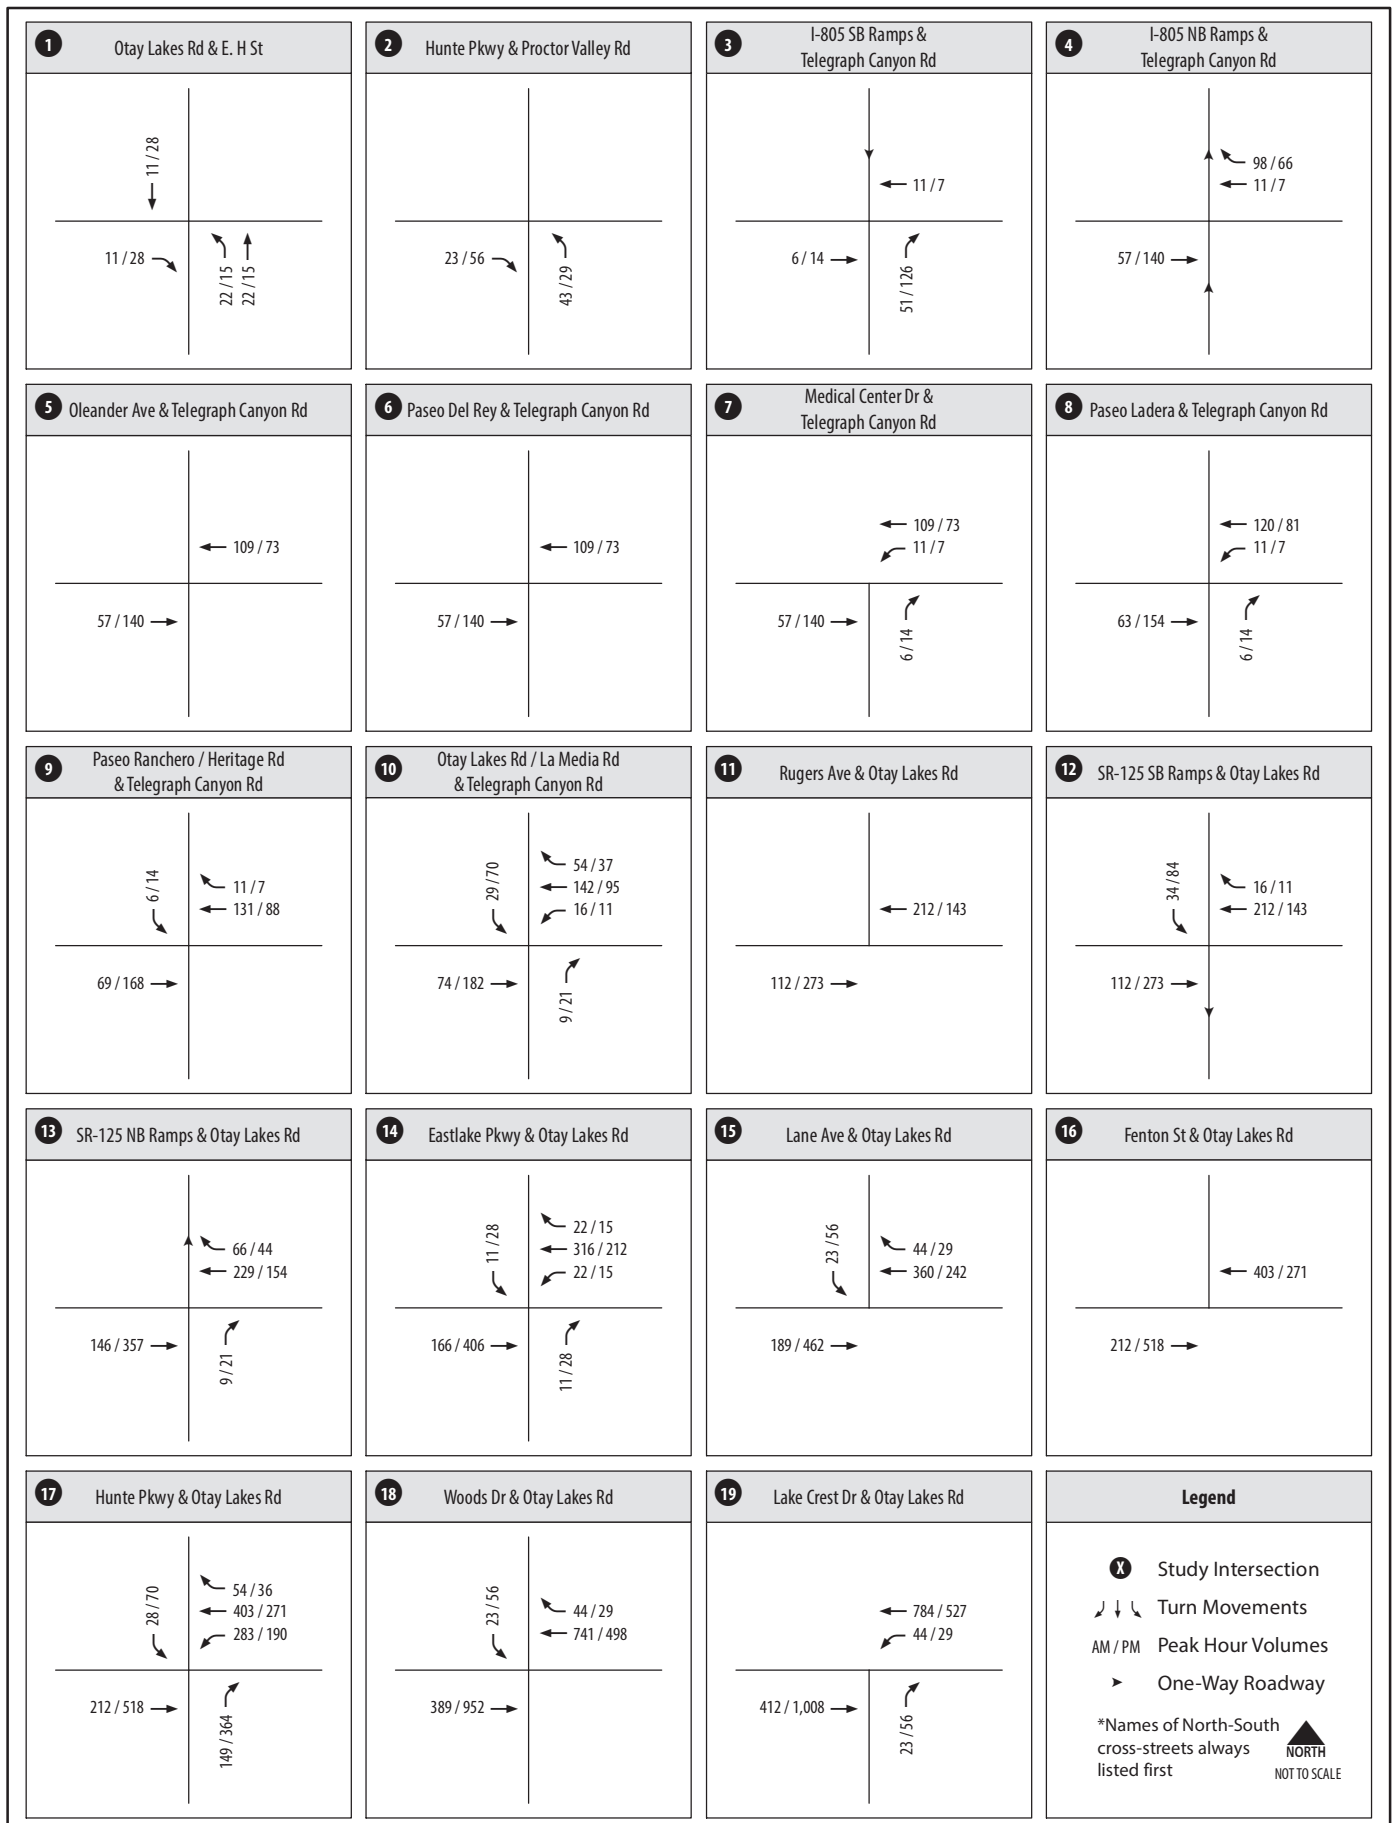 1
Otay Lakes Rd & E. H St
11 / 28
11 / 28
22 / 15
22 / 15
2
Hunte Pkwy & Proctor Valley Rd
23 / 56
43 / 29
3
I-805 SB Ramps &
Telegraph Canyon Rd
11 / 7
6 / 14
51 / 126
4
I-805 NB Ramps &
Telegraph Canyon Rd
98 / 66
11 / 7
57 / 140
5
Oleander Ave & Telegraph Canyon Rd
109 / 73
57 / 140
6
Paseo Del Rey & Telegraph Canyon Rd
109 / 73
57 / 140
7
Medical Center Dr &
Telegraph Canyon Rd
109 / 73
11 / 7
57 / 140
6 / 14
8
Paseo Ladera & Telegraph Canyon Rd
120 / 81
11 / 7
63 / 154
6 / 14
9
Paseo Ranchero / Heritage Rd
& Telegraph Canyon Rd
6 / 14
11 / 7
131 / 88
69 / 168
10
Otay Lakes Rd / La Media Rd
& Telegraph Canyon Rd
29 / 70
54 / 37
142 / 95
16 / 11
74 / 182
9 / 21
11
Rugers Ave & Otay Lakes Rd
212 / 143
112 / 273
12
SR-125 SB Ramps & Otay Lakes Rd
34 / 84
16 / 11
212 / 143
112 / 273
13
SR-125 NB Ramps & Otay Lakes Rd
66 / 44
229 / 154
146 / 357
9 / 21
14
Eastlake Pkwy & Otay Lakes Rd
11 / 28
22 / 15
316 / 212
22 / 15
166 / 406
11 / 28
15
Lane Ave & Otay Lakes Rd
23 / 56
44 / 29
360 / 242
189 / 462
16
Fenton St & Otay Lakes Rd
403 / 271
212 / 518
17
Hunte Pkwy & Otay Lakes Rd
28 / 70
54 / 36
403 / 271
283 / 190
212 / 518
149 / 364
18
Woods Dr & Otay Lakes Rd
23 / 56
44 / 29
741 / 498
389 / 952
19
Lake Crest Dr & Otay Lakes Rd
784 / 527
44 / 29
412 / 1,008
23 / 56
Legend
X Study Intersection
Turn Movements
AM / PM Peak Hour Volumes
One-Way Roadway
*Names of North-South
cross-streets always
listed first
NORTH
NOT TO SCALE